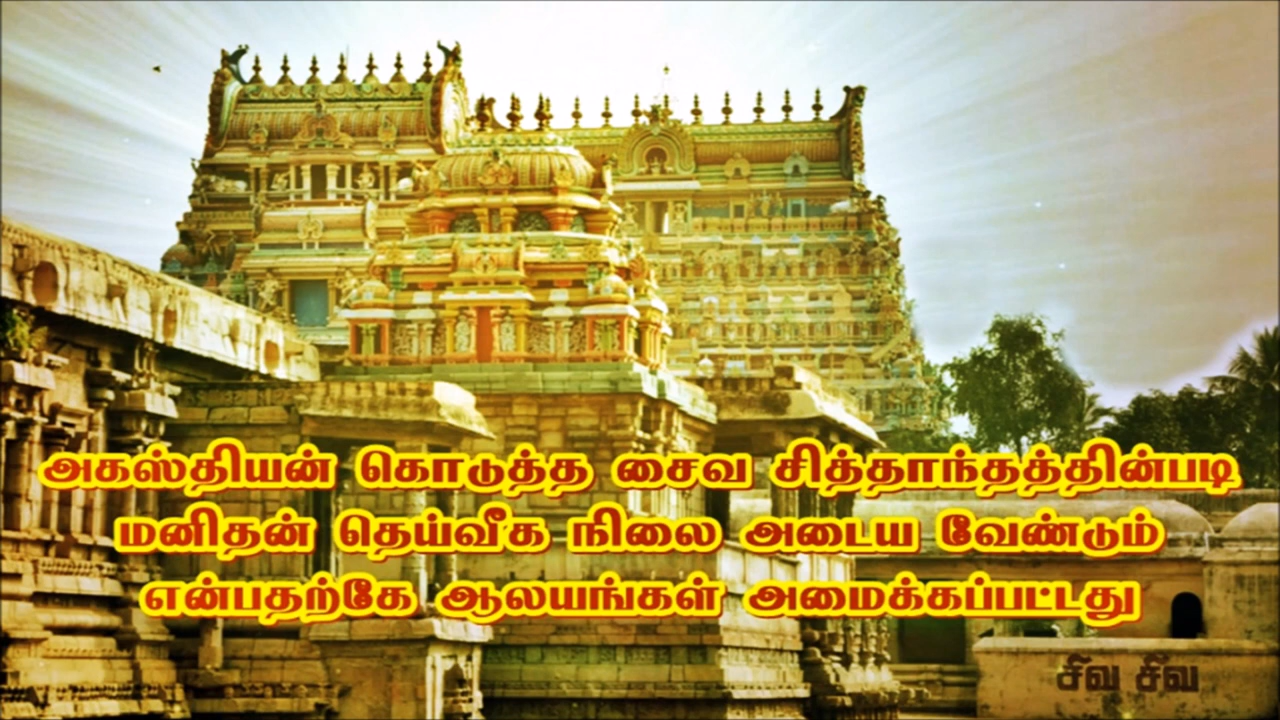 அகஸ்தியன் கொடுத்த சைவ சித்தாந்தத்தின்படி
மனிதன் தெய்வீக நிலை அடைய வேண்டும்
என்பதற்கே ஆலயங்கள் அமைக்கப்பட்டது
சிவ சிவ